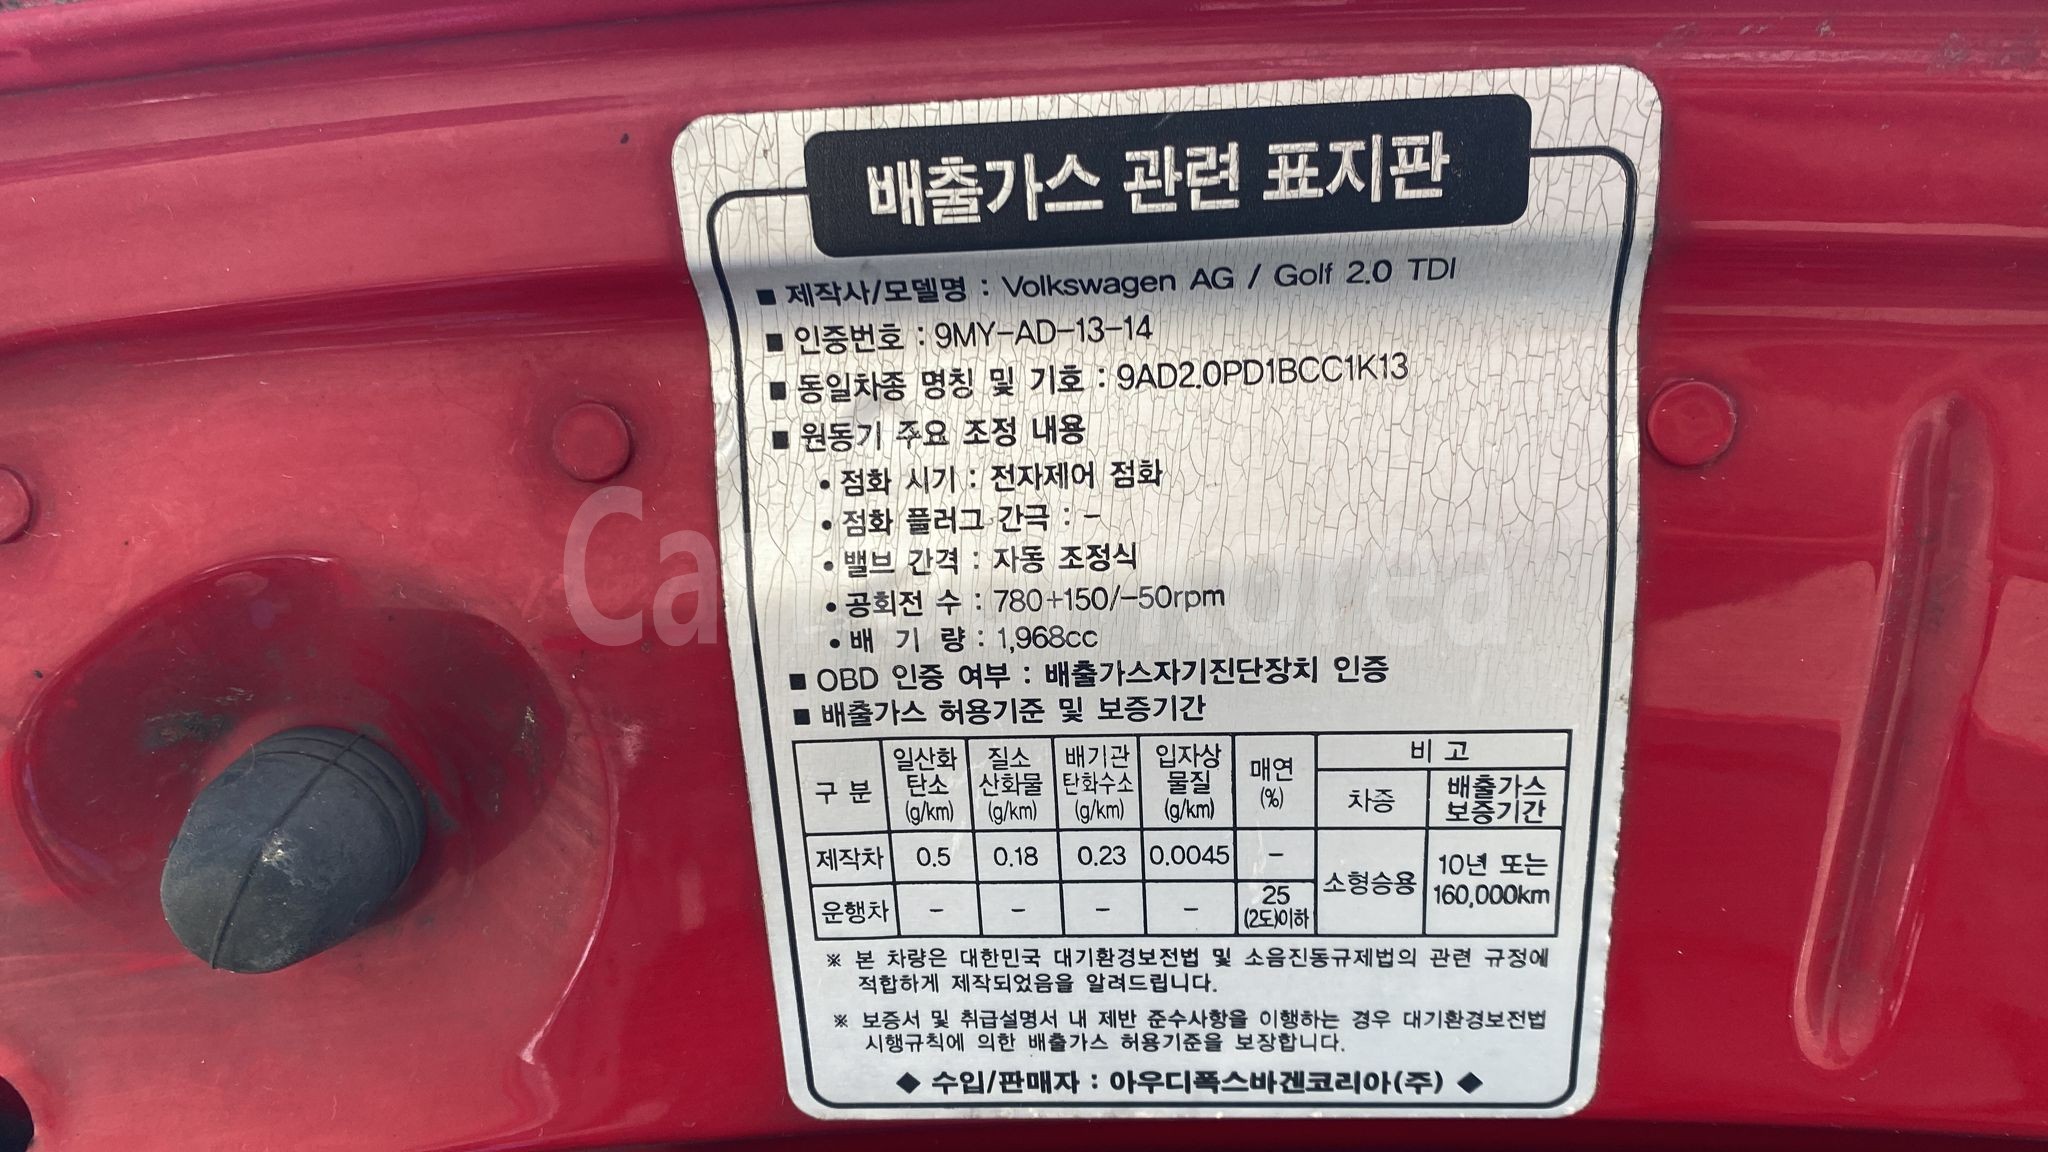 배출가스 관련 표지판
■ 제작사/모델명 : Volkswagen AG / Golf 2.0 TDI
■ 인증번호 : 9MY-AD-13-14
■ 동일차종 명칭 및 기호 : 9AD2.0PD1BCC1K13
■ 원동기 주요 조정 내용
• 점화 시기 : 전자제어 점화
• 점화 플러그 간극 : -
• 밸브 간격 : 자동 조정식
• 공회전 수 : 780+150/-50rpm
• 배 기 량 : 1,968cc
■ OBD 인증 여부 : 배출가스자기진단장치 인증
■ 배출가스 허용기준 및 보증기간
구 분 일산화탄소 (g/km) 질소산화물 (g/km) 배기관탄화수소 (g/km) 입자상물질 (g/km) 매연 (%) 비 고
차증 배출가스 보증기간
제작차 0.5 0.18 0.23 0.0045 - 소형승용 10년 또는 160,000km
운행차 - - - - 25 (2도)이하
※ 본 차량은 대한민국 대기환경보전법 및 소음진동규제법의 관련 규정에
적합하게 제작되었음을 알려드립니다.
※ 보증서 및 취급설명서 내 제반 준수사항을 이행하는 경우 대기환경보전법
시행규칙에 의한 배출가스 허용기준을 보장합니다.
◆ 수입/판매자 : 아우디폭스바겐코리아(주) ◆